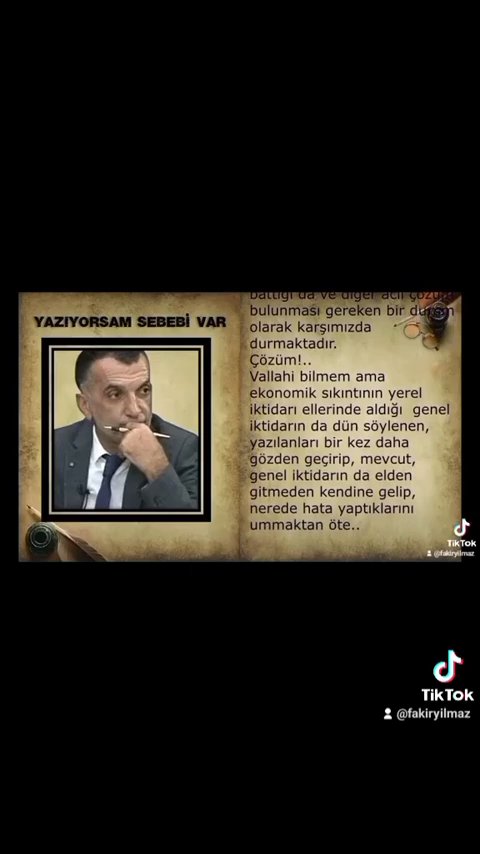 YAZIYORSAM SEBEBİ VAR
battığı da ve diğer acil çözüm
bulunması gereken bir durum
olarak karşımızda
durmaktadır.
Çözüm!..
Vallahi bilmem ama
ekonomik sıkıntının yerel
iktidarı ellerinde aldığı genel
iktidarın da dün söylenen,
yazılanları bir kez daha
gözden geçirip, mevcut,
genel iktidarın da elden
gitmeden kendine gelip,
nerede hata yaptıklarını
ummaktan öte..
TikTok
@fakiryilmaz
TikTok
@fakiryilmaz